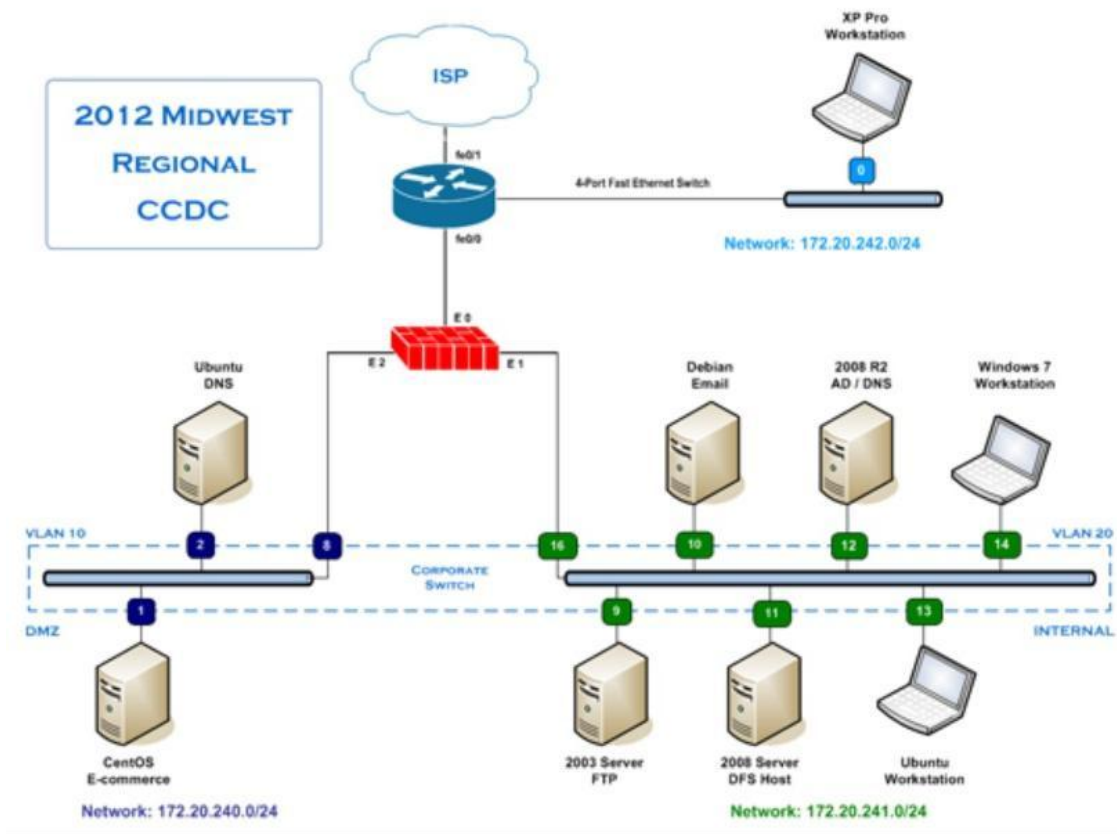 XP Pro
Workstation
ISP
2012 MIDWEST
REGIONAL
CCDC
fe0/1
0
4-Port Fast Ethernet Switch
fe0/0
Network: 172.20.242.0/24
E 0
E 2
E 1
Ubuntu
DNS
Debian
Email
2008 R2
AD / DNS
Windows 7
Workstation
VLAN 10
2
8
16
10
12
14
VLAN 20
CORPORATE
SWITCH
1
9
11
13
DMZ
INTERNAL
CentOS
E-commerce
2003 Server
FTP
2008 Server
DFS Host
Ubuntu
Workstation
Network: 172.20.240.0/24
Network: 172.20.241.0/24